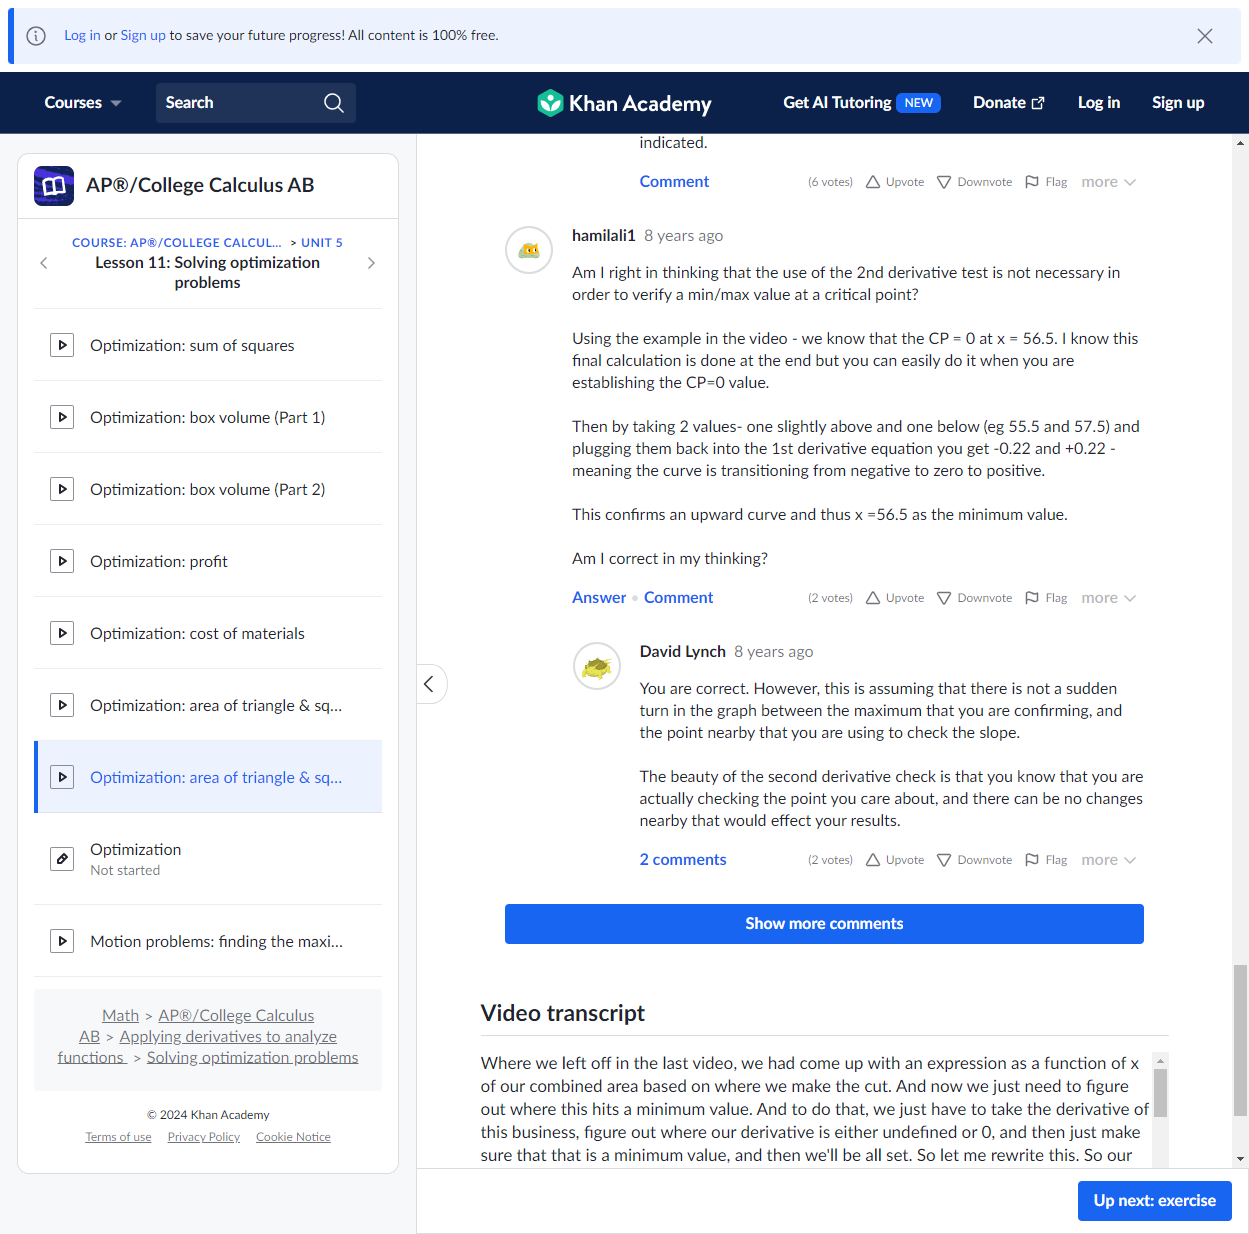 Log in or Sign up to save your future progress! All content is 100% free.
Courses
Search
Khan Academy
Get AI Tutoring NEW
Donate
Log in
Sign up
AP®/College Calculus AB
COURSE: AP®/COLLEGE CALCUL... > UNIT 5
Lesson 11: Solving optimization
problems
Optimization: sum of squares
Optimization: box volume (Part 1)
Optimization: box volume (Part 2)
Optimization: profit
Optimization: cost of materials
Optimization: area of triangle & sq...
Optimization: area of triangle & sq...
Optimization
Not started
Motion problems: finding the maxi...
Math > AP®/College Calculus
AB > Applying derivatives to analyze
functions > Solving optimization problems
© 2024 Khan Academy
Terms of use Privacy Policy Cookie Notice
indicated.
Comment (6 votes) Upvote Downvote Flag more
hamilali1 8 years ago
Am I right in thinking that the use of the 2nd derivative test is not necessary in
order to verify a min/max value at a critical point?
Using the example in the video - we know that the CP = 0 at x = 56.5. I know this
final calculation is done at the end but you can easily do it when you are
establishing the CP=0 value.
Then by taking 2 values- one slightly above and one below (eg 55.5 and 57.5) and
plugging them back into the 1st derivative equation you get -0.22 and +0.22 -
meaning the curve is transitioning from negative to zero to positive.
This confirms an upward curve and thus x =56.5 as the minimum value.
Am I correct in my thinking?
Answer • Comment (2 votes) Upvote Downvote Flag more
David Lynch 8 years ago
You are correct. However, this is assuming that there is not a sudden
turn in the graph between the maximum that you are confirming, and
the point nearby that you are using to check the slope.
The beauty of the second derivative check is that you know that you are
actually checking the point you care about, and there can be no changes
nearby that would effect your results.
2 comments (2 votes) Upvote Downvote Flag more
Show more comments
Video transcript
Where we left off in the last video, we had come up with an expression as a function of x
of our combined area based on where we make the cut. And now we just need to figure
out where this hits a minimum value. And to do that, we just have to take the derivative of
this business, figure out where our derivative is either undefined or 0, and then just make
sure that that is a minimum value, and then we'll be all set. So let me rewrite this. So our
Up next: exercise